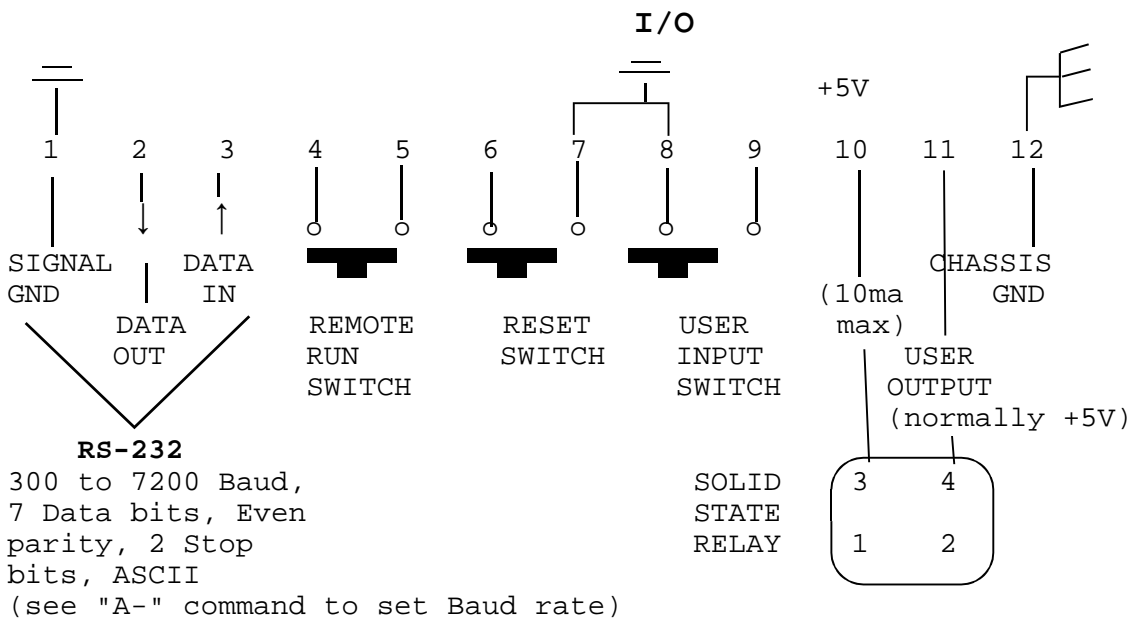 I/O
+5V
1 2 3 4 5 6 7 8 9 10 11 12
SIGNAL
GND
DATA
OUT
DATA
IN
REMOTE
RUN
SWITCH
RESET
SWITCH
USER
INPUT
SWITCH
(10ma
max)
USER
OUTPUT
(normally +5V)
CHASSIS
GND
RS-232
300 to 7200 Baud,
7 Data bits, Even
parity, 2 Stop
bits, ASCII
(see "A-" command to set Baud rate)
SOLID
STATE
RELAY
3 4
1 2